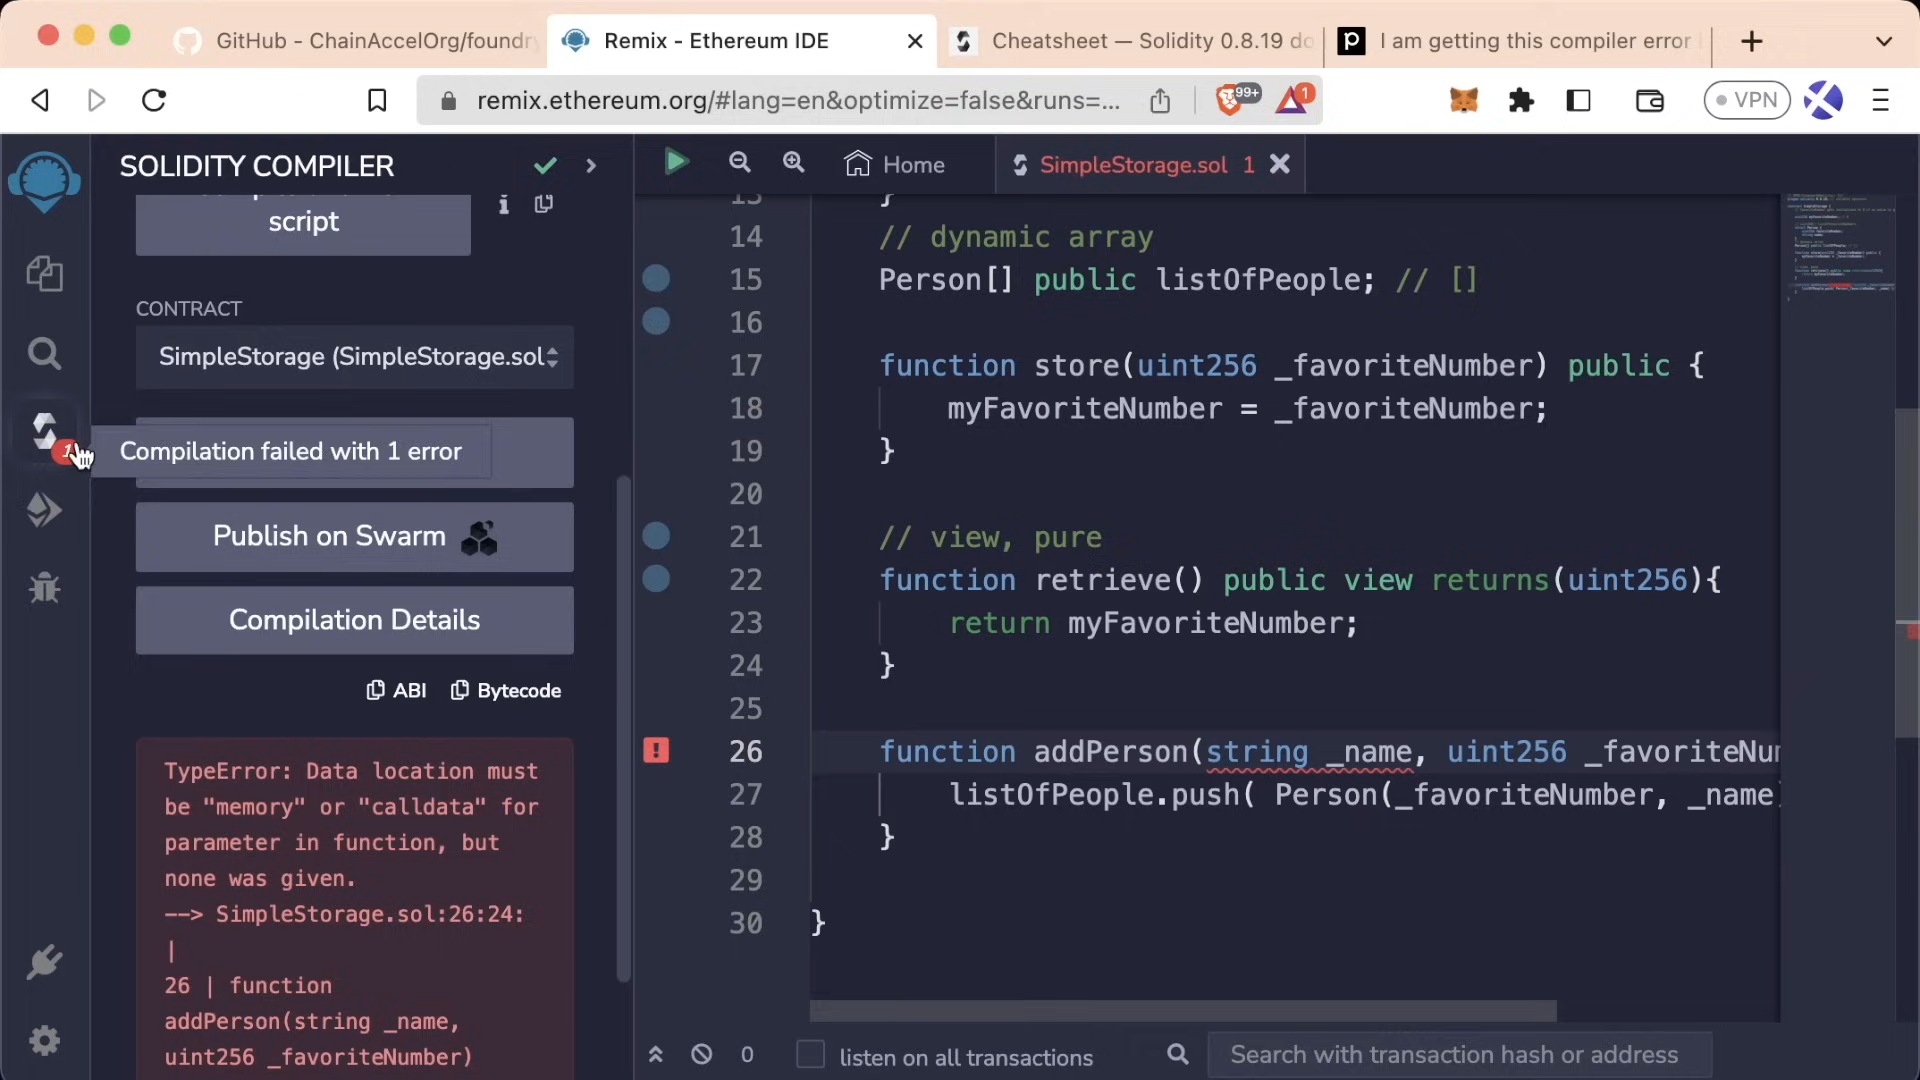 GitHub - ChainAccelOrg/foundry
Remix - Ethereum IDE
Cheatsheet — Solidity 0.8.19 do
I am getting this compiler error
remix.ethereum.org/#lang=en&optimize=false&runs=...
99+
1
VPN
SOLIDITY COMPILER
script
CONTRACT
SimpleStorage (SimpleStorage.sol
1
Compilation failed with 1 error
Publish on Swarm
Compilation Details
ABI
Bytecode
TypeError: Data location must
be "memory" or "calldata" for
parameter in function, but
none was given.
--> SimpleStorage.sol:26:24:
|
26 | function
addPerson(string _name,
uint256 _favoriteNumber)
Home
SimpleStorage.sol 1
13 }
14 // dynamic array
15 Person[] public listOfPeople; // []
16
17 function store(uint256 _favoriteNumber) public {
18 myFavoriteNumber = _favoriteNumber;
19 }
20
21 // view, pure
22 function retrieve() public view returns(uint256){
23 return myFavoriteNumber;
24 }
25
26 function addPerson(string _name, uint256 _favoriteNum
27 listOfPeople.push( Person(_favoriteNumber, _name)
28 }
29
30 }
0
listen on all transactions
Search with transaction hash or address